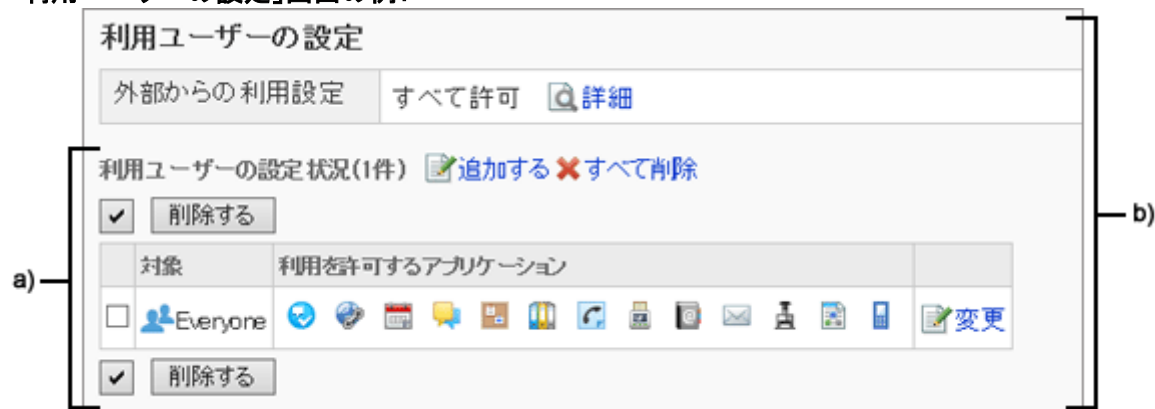 利用ユーザーの設定
外部からの利用設定 すべて許可 詳細
b)
利用ユーザーの設定状況(1件) 追加する すべて削除
削除する
対象 利用を許可するアプリケーション
a)
Everyone 変更
削除する